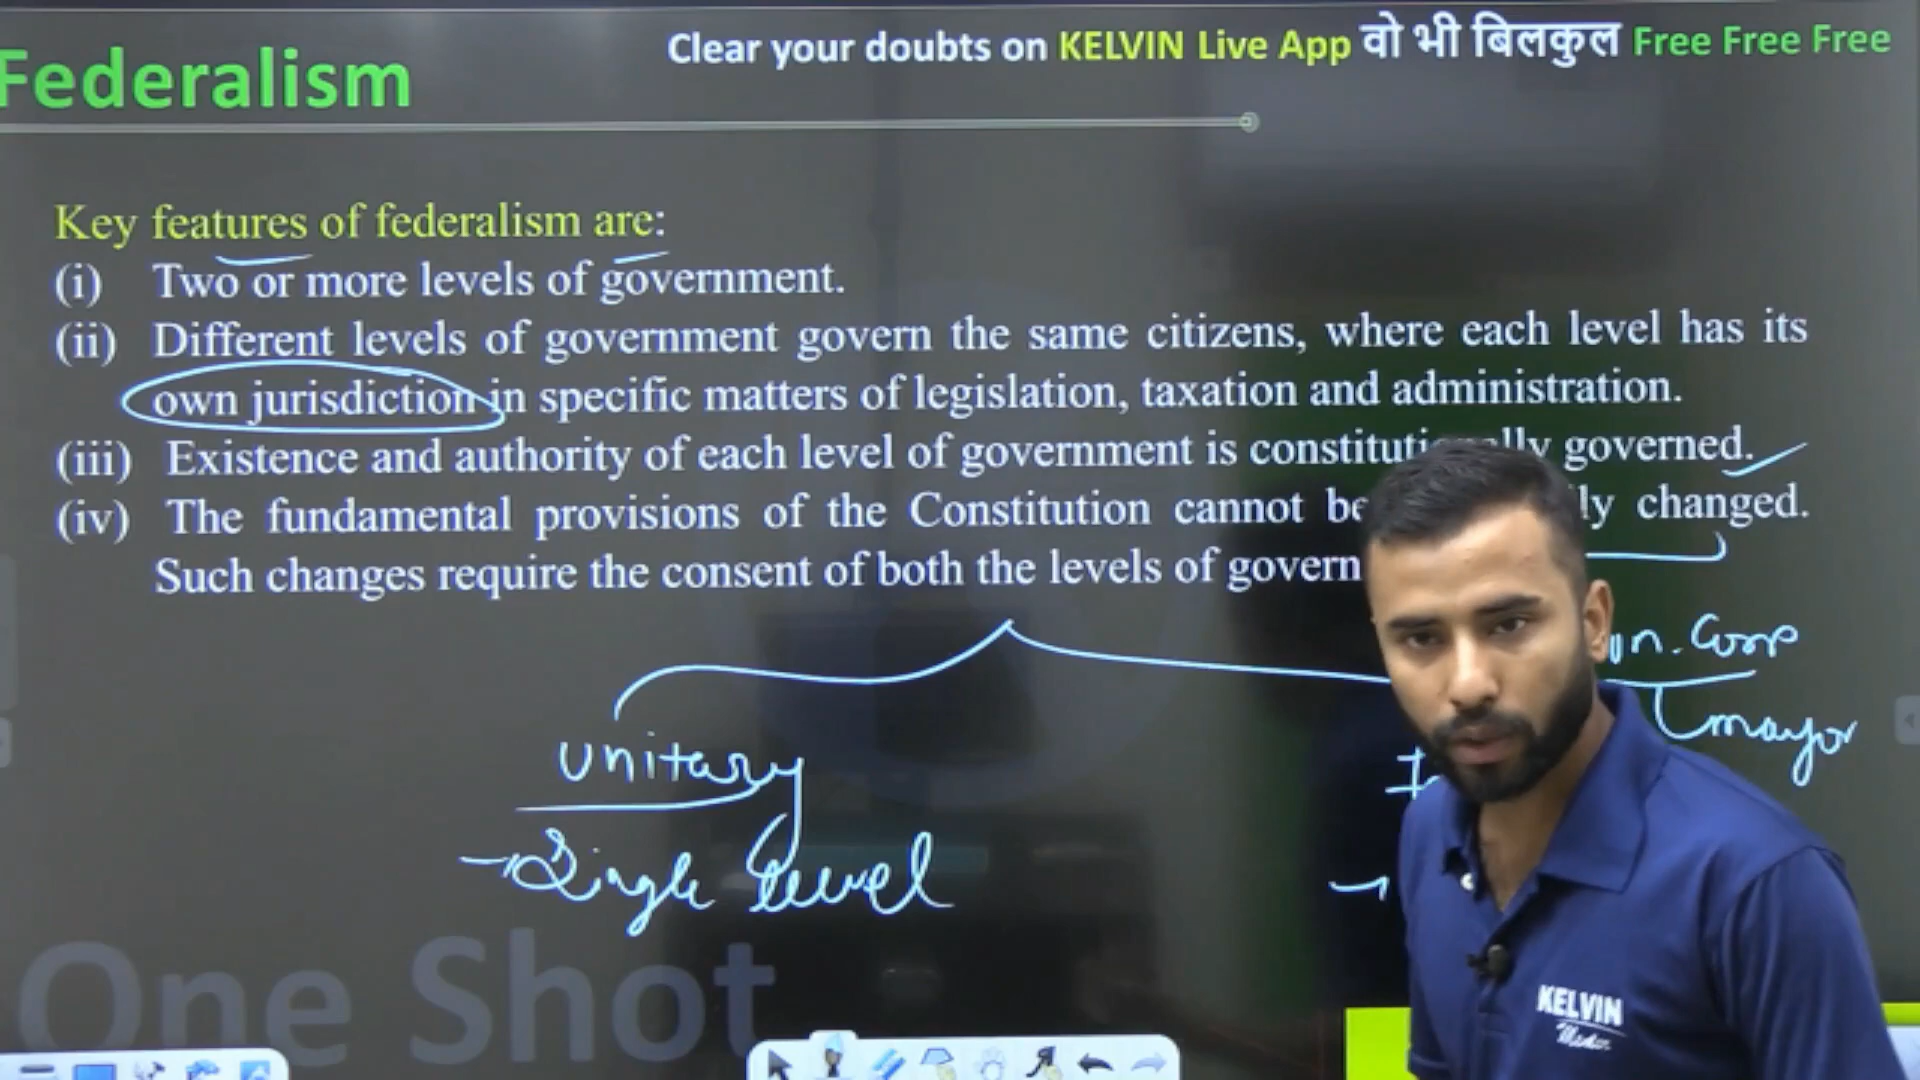 Clear your doubts on KELVIN Live App वो भी बिलकुल Free Free Free
Federalism
Key features of federalism are:
(i) Two or more levels of government.
(ii) Different levels of government govern the same citizens, where each level has its
own jurisdiction in specific matters of legislation, taxation and administration.
(iii) Existence and authority of each level of government is governed.
(iv) The fundamental provisions of the Constitution cannot be changed.
Such changes require the consent of both the levels of
n. Corp
mayor
unitary
→ Single level
One Shot
KELVIN